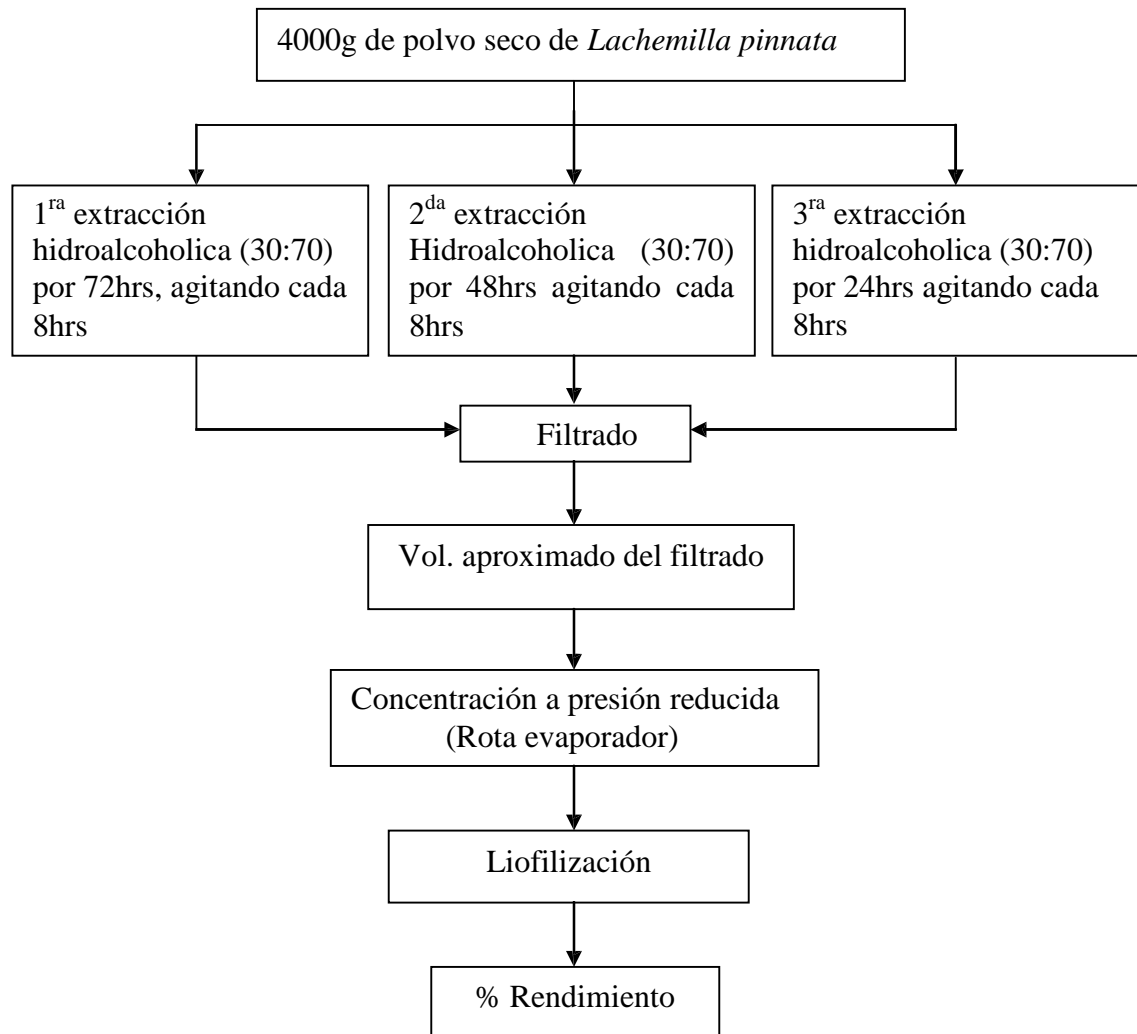 4000g de polvo seco de Lachemilla pinnata
1ra extracción
hidroalcoholica (30:70)
por 72hrs, agitando cada
8hrs
2da extracción
Hidroalcoholica (30:70)
por 48hrs agitando cada
8hrs
3ra extracción
hidroalcoholica (30:70)
por 24hrs agitando cada
8hrs
Filtrado
Vol. aproximado del filtrado
Concentración a presión reducida
(Rota evaporador)
Liofilización
% Rendimiento